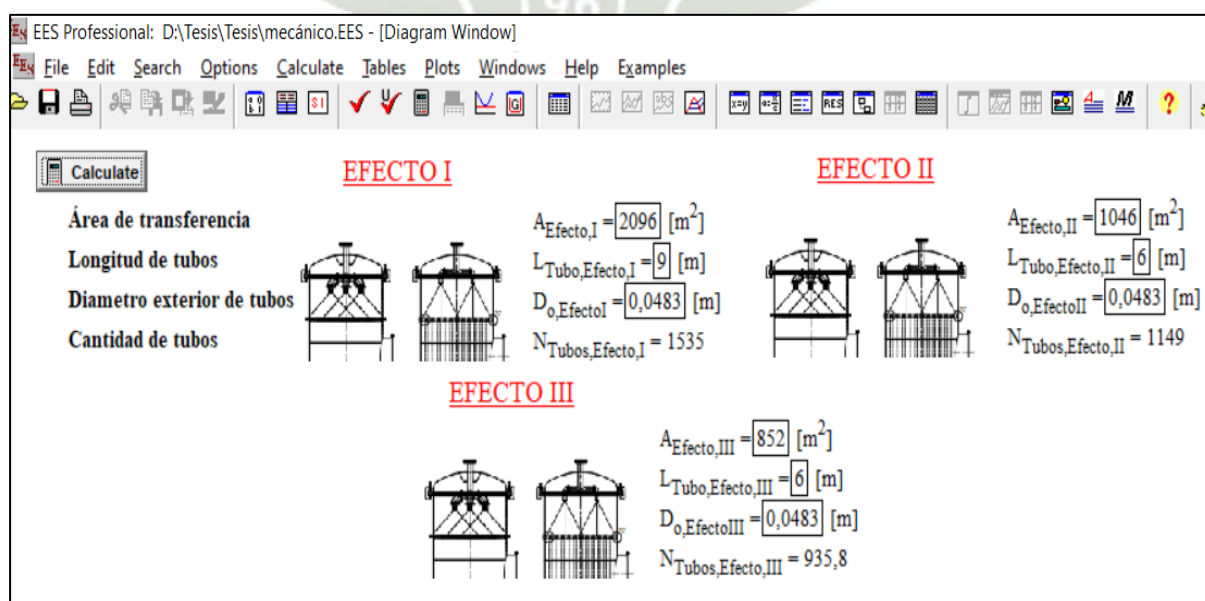 96
EES Professional: D:\Tesis\Tesis\mecánico.EES - [Diagram Window]
File Edit Search Options Calculate Tables Plots Windows Help Examples
Calculate
EFECTO I
EFECTO II
Área de transferencia
Longitud de tubos
Diametro exterior de tubos
Cantidad de tubos
A_Efecto,I = 2096 [m²]
L_Tubo,Efecto,I = 9 [m]
D_o,EfectoI = 0,0483 [m]
N_Tubos,Efecto,I = 1535
A_Efecto,II = 1046 [m²]
L_Tubo,Efecto,II = 6 [m]
D_o,EfectoII = 0,0483 [m]
N_Tubos,Efecto,II = 1149
EFECTO III
A_Efecto,III = 852 [m²]
L_Tubo,Efecto,III = 6 [m]
D_o,EfectoIII = 0,0483 [m]
N_Tubos,Efecto,III = 935,8